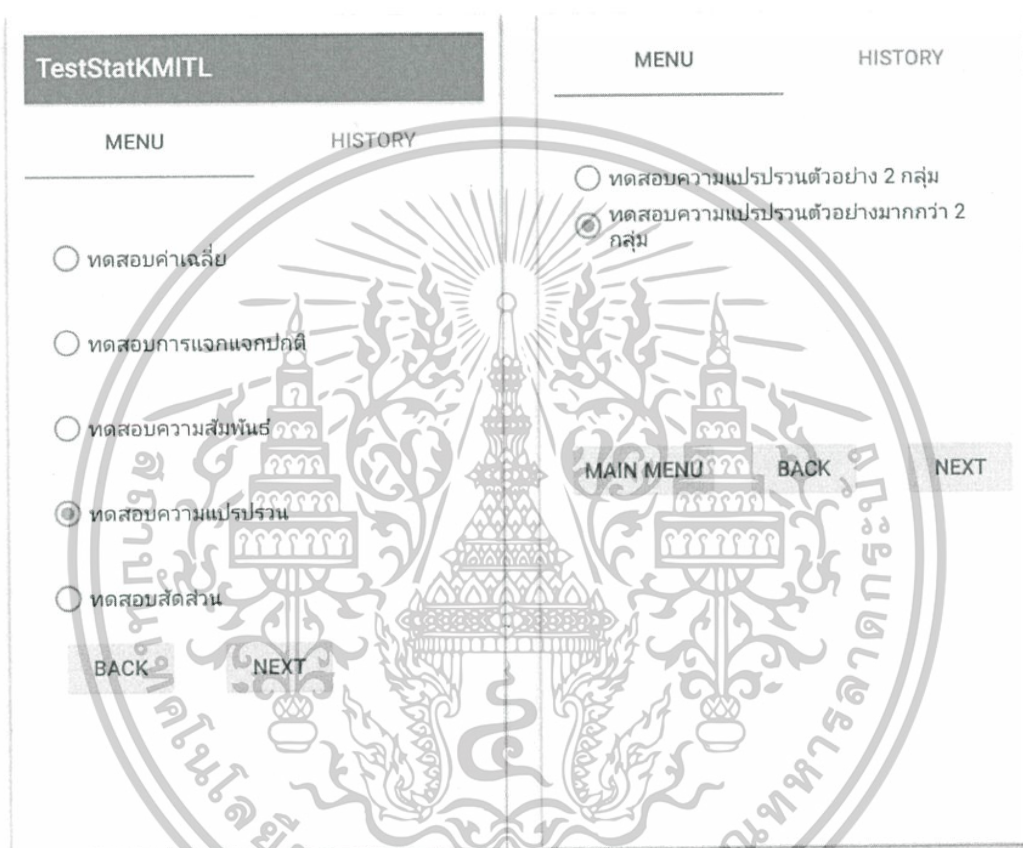 TestStatKMITL
MENU HISTORY
ทดสอบค่าเฉลี่ย
ทดสอบการแจกแจกปกติ
ทดสอบความสัมพันธ์
ทดสอบความแปรปรวน
ทดสอบสัดส่วน
BACK NEXT
MENU HISTORY
ทดสอบความแปรปรวนตัวอย่าง 2 กลุ่ม
ทดสอบความแปรปรวนตัวอย่างมากกว่า 2
กลุ่ม
MAIN MENU BACK NEXT